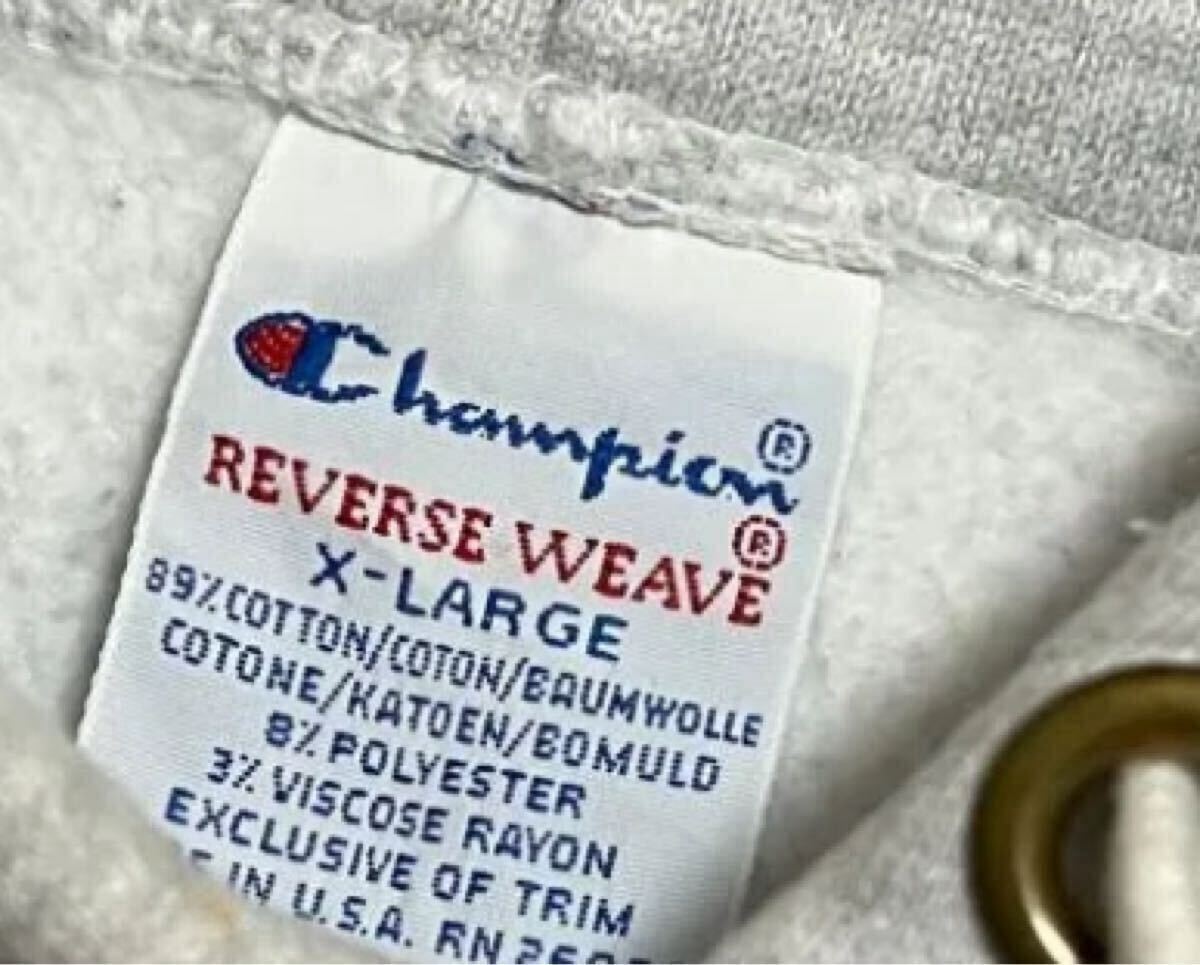 Champion®
REVERSE WEAVE®
X-LARGE
89% COTTON/COTON/BAUMWOLLE
COTONE/KATOEN/BOMULD
8% POLYESTER
3% VISCOSE RAYON
EXCLUSIVE OF TRIM
IN U.S.A. RN